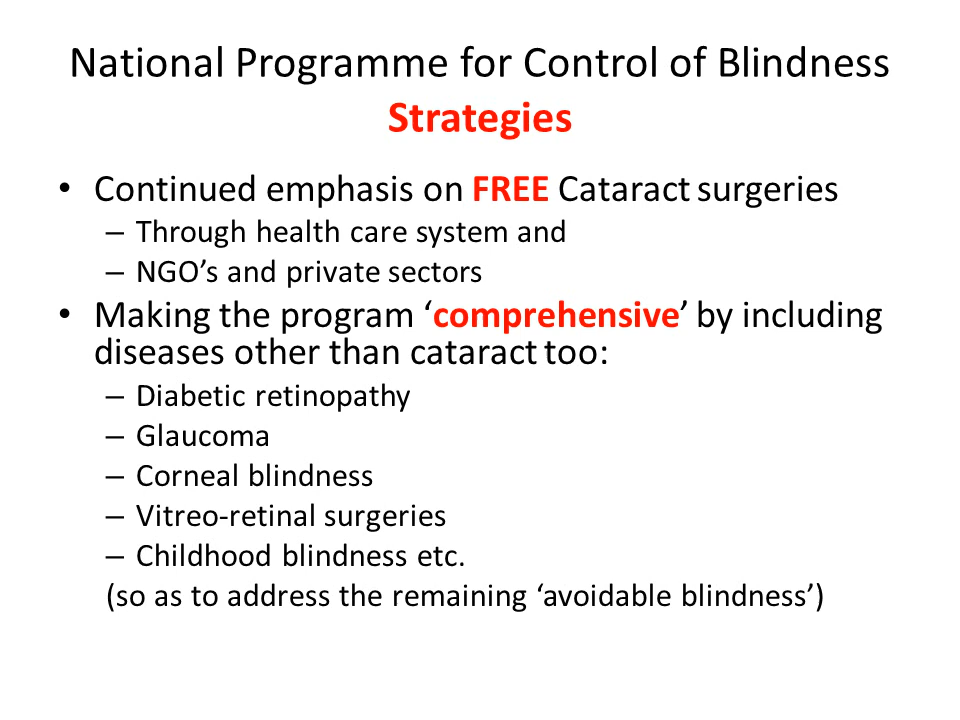 National Programme for Control of Blindness
Strategies
• Continued emphasis on FREE Cataract surgeries
– Through health care system and
– NGO’s and private sectors
• Making the program ‘comprehensive’ by including
diseases other than cataract too:
– Diabetic retinopathy
– Glaucoma
– Corneal blindness
– Vitreo-retinal surgeries
– Childhood blindness etc.
(so as to address the remaining ‘avoidable blindness’)